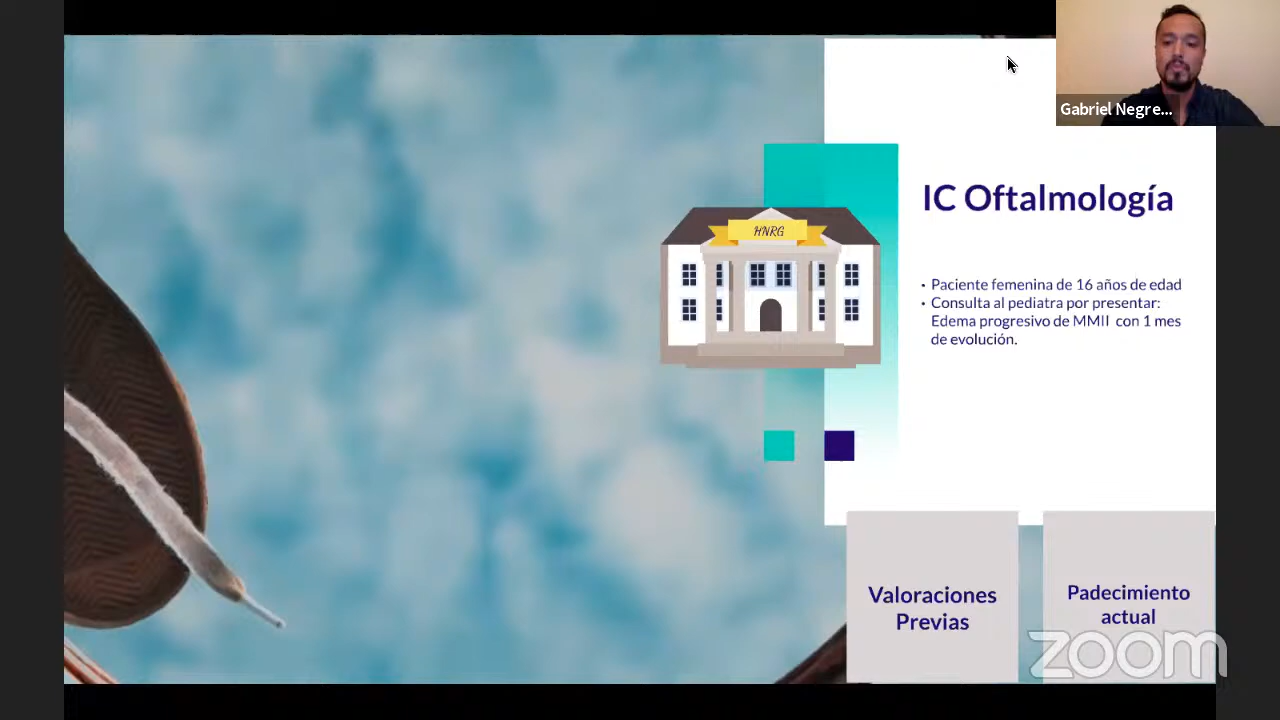 Gabriel Negre...
IC Oftalmología
HNRG
• Paciente femenina de 16 años de edad
• Consulta al pediatra por presentar:
Edema progresivo de MMII con 1 mes
de evolución.
Valoraciones
Previas
Padecimiento
actual
zoom